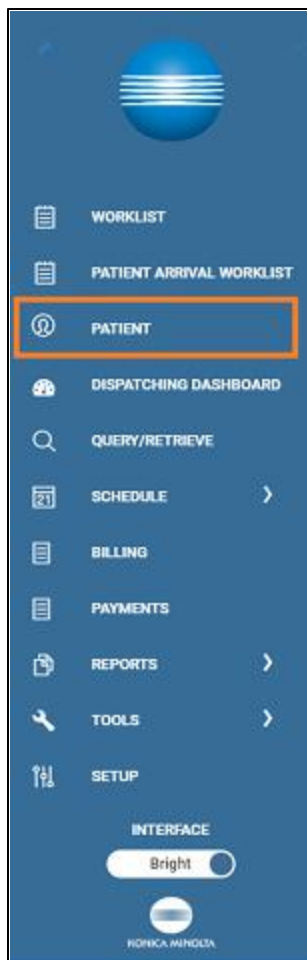 WORKLIST
PATIENT ARRIVAL WORKLIST
PATIENT
DISPATCHING DASHBOARD
QUERY/RETRIEVE
21
SCHEDULE
BILLING
PAYMENTS
REPORTS
TOOLS
SETUP
INTERFACE
Bright
KONICA MINOLTA